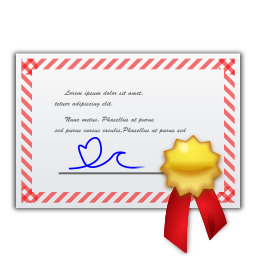 Lorem ipsum dolor sit amet,
tetuer adipiscing elit.
Nunc metus. Phasellus at purus
sed purus cursus iaculis.Phasellus at purus sed